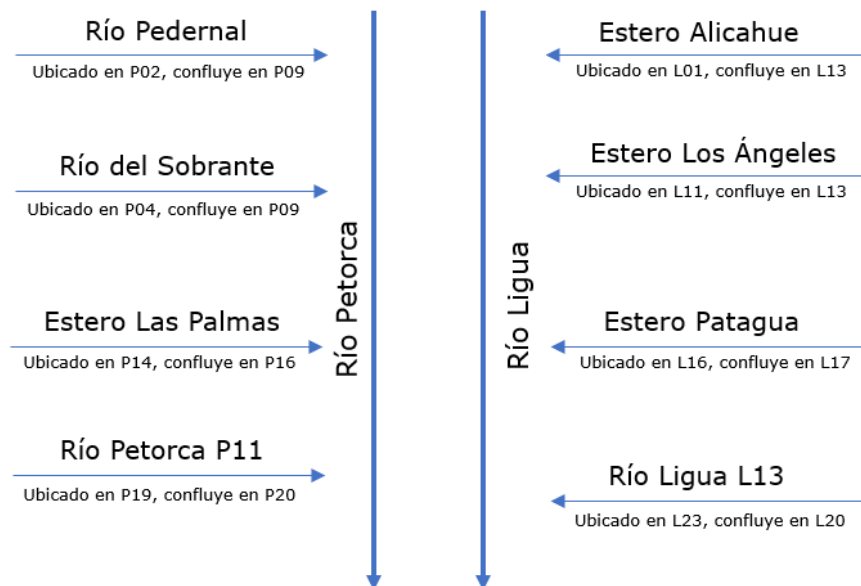 Río Pedernal
Ubicado en P02, confluye en P09
Río del Sobrante
Ubicado en P04, confluye en P09
Estero Las Palmas
Ubicado en P14, confluye en P16
Río Petorca P11
Ubicado en P19, confluye en P20
Río Petorca
Río Ligua
Estero Alicahue
Ubicado en L01, confluye en L13
Estero Los Ángeles
Ubicado en L11, confluye en L13
Estero Patagua
Ubicado en L16, confluye en L17
Río Ligua L13
Ubicado en L23, confluye en L20